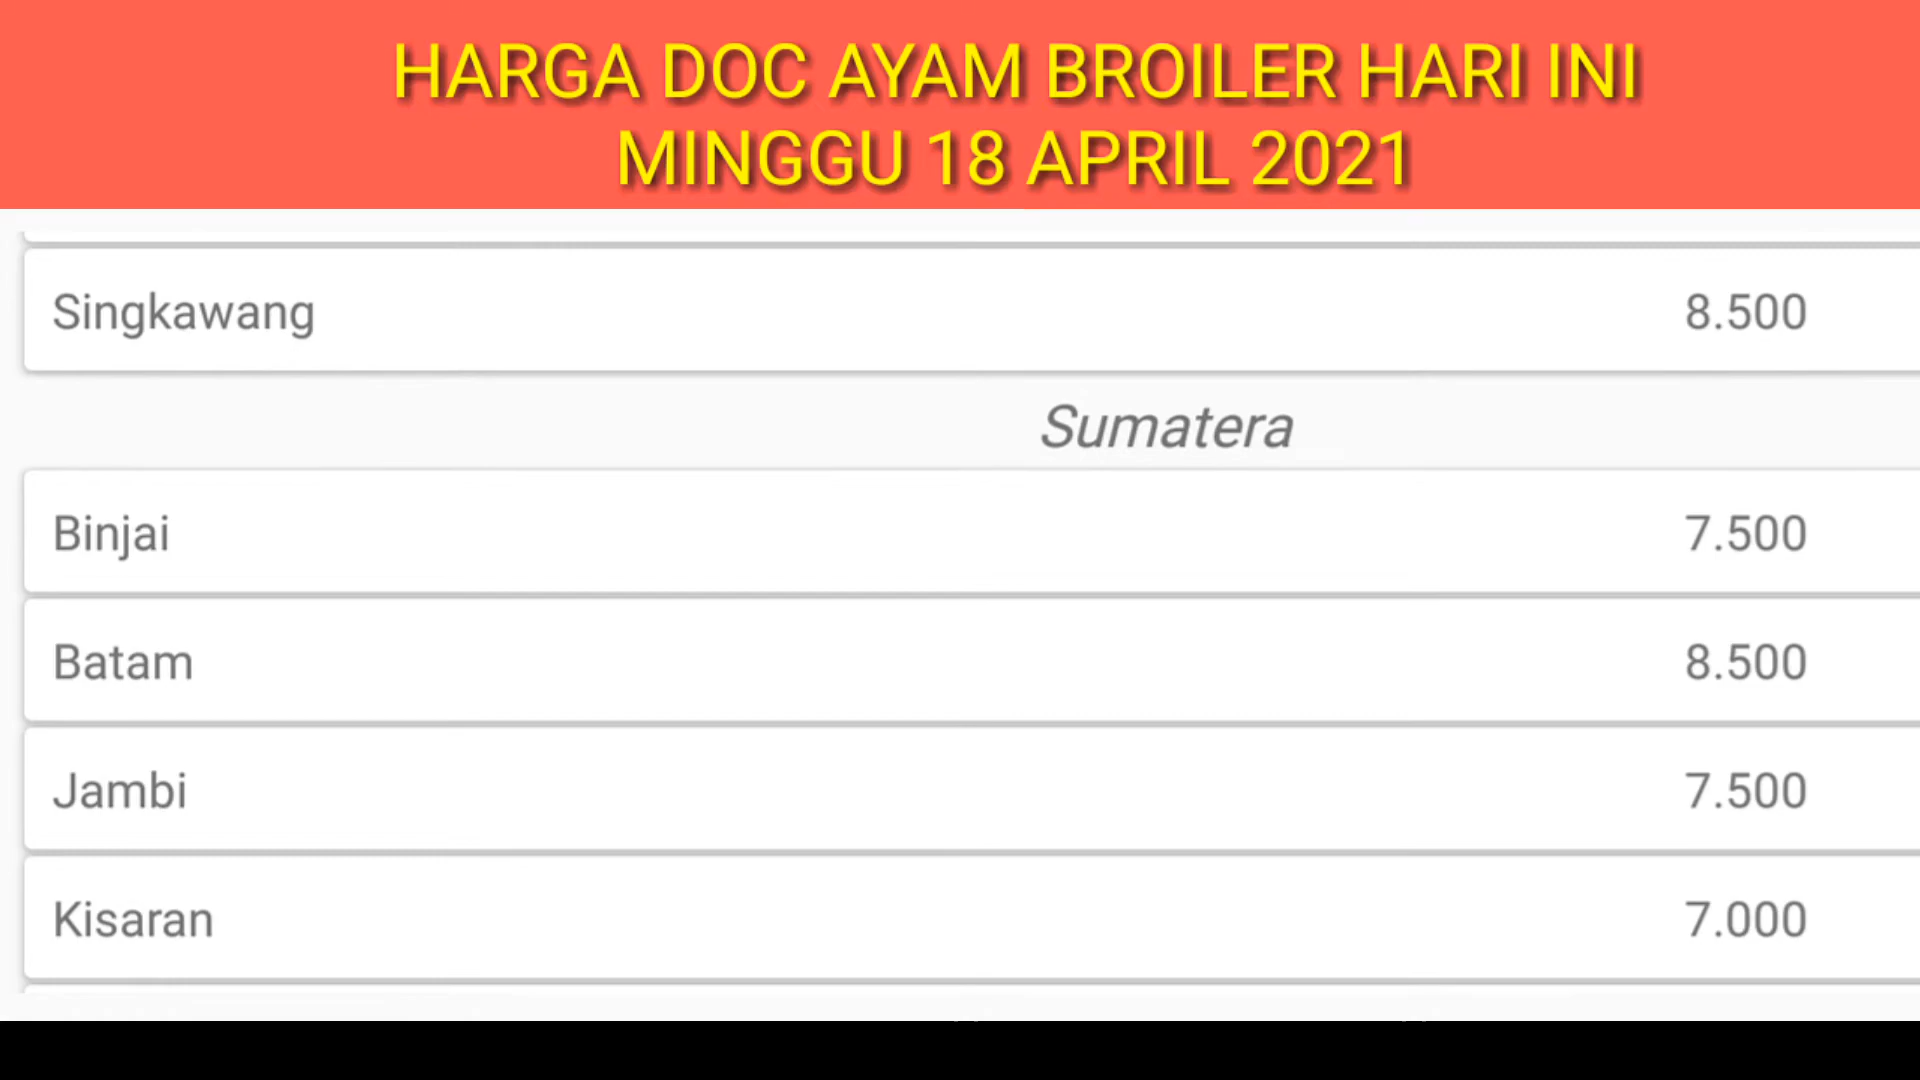 HARGA DOC AYAM BROILER HARI INI
MINGGU 18 APRIL 2021
Singkawang 8.500
Sumatera
Binjai 7.500
Batam 8.500
Jambi 7.500
Kisaran 7.000